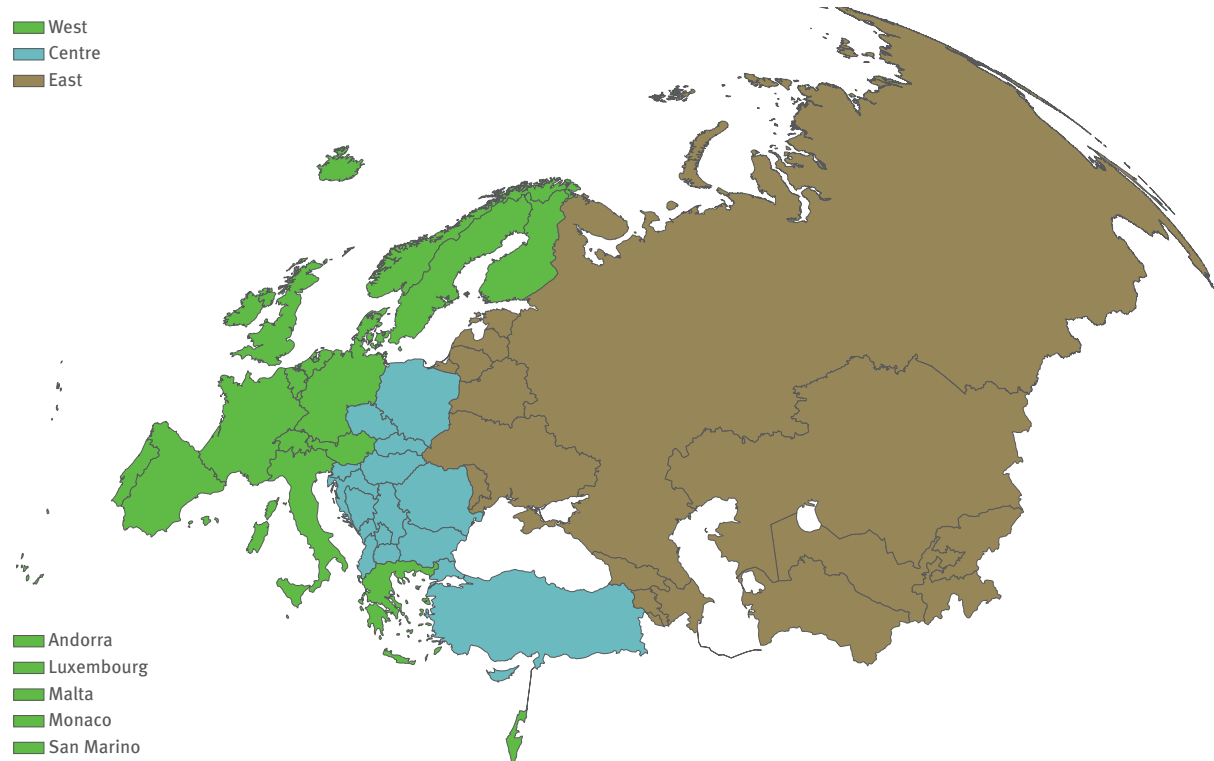 West
Centre
East
Andorra
Luxembourg
Malta
Monaco
San Marino